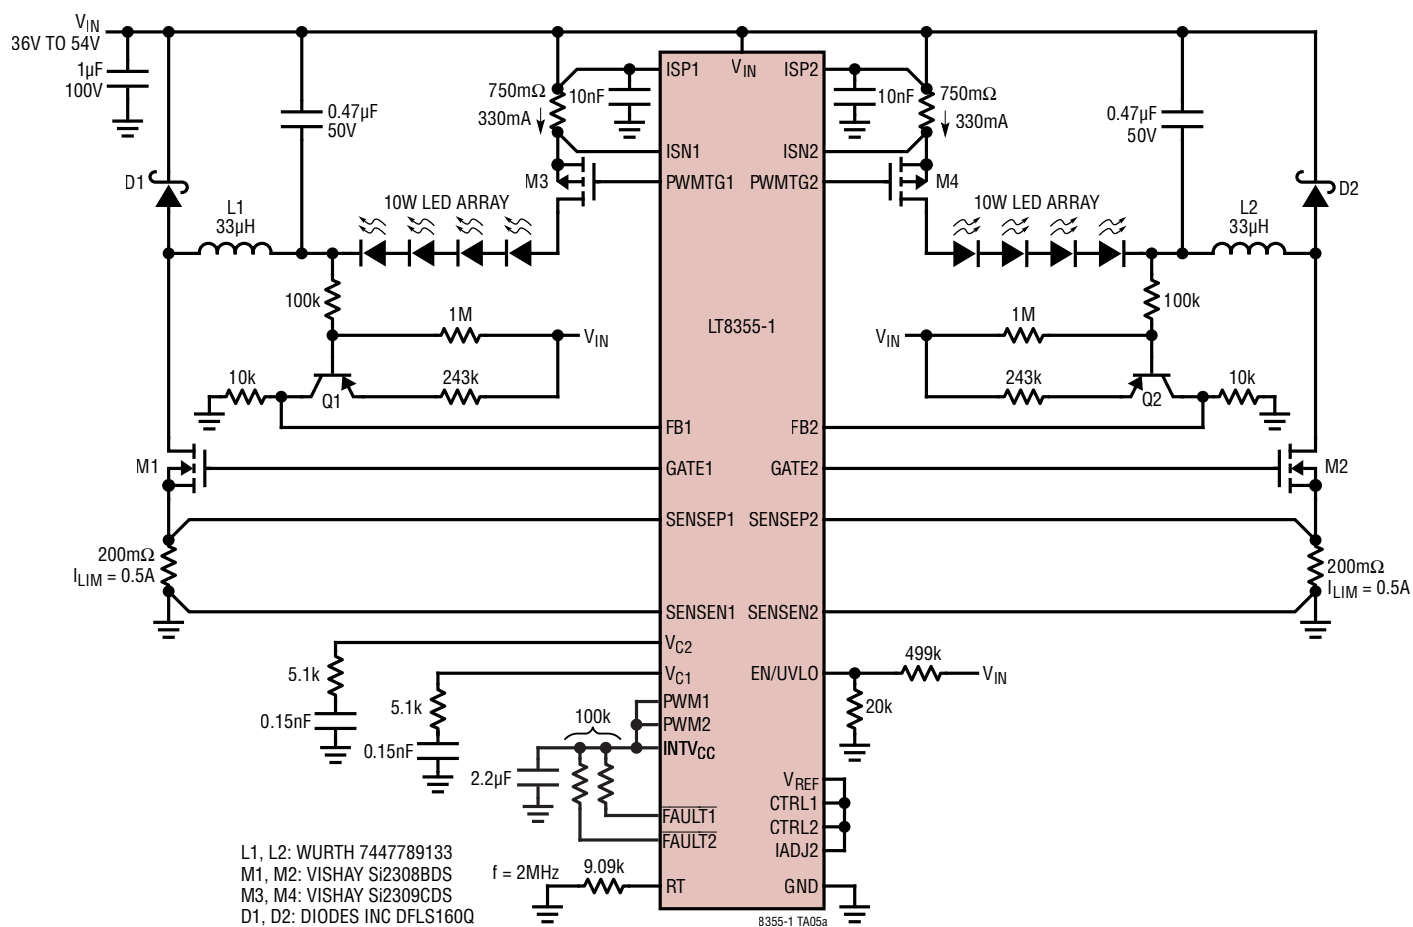 VIN
36V TO 54V
1µF
100V
0.47µF
50V
750mΩ
330mA
10nF
ISP1
VIN
ISP2
10nF
750mΩ
330mA
0.47µF
50V
ISN1
ISN2
D1
M3
PWMTG1
PWMTG2
M4
D2
L1
33µH
10W LED ARRAY
10W LED ARRAY
L2
33µH
100k
1M
VIN
LT8355-1
VIN
1M
100k
10k
Q1
243k
243k
Q2
10k
FB1
FB2
M1
GATE1
GATE2
M2
SENSEP1
SENSEP2
200mΩ
ILIM = 0.5A
200mΩ
ILIM = 0.5A
SENSEN1
SENSEN2
VC2
5.1k
0.15nF
VC1
5.1k
0.15nF
EN/UVLO
499k
VIN
20k
PWM1
PWM2
INTVCC
100k
2.2µF
VREF
CTRL1
CTRL2
IADJ2
FAULT1
FAULT2
f = 2MHz
9.09k
RT
GND
L1, L2: WURTH 7447789133
M1, M2: VISHAY Si2308BDS
M3, M4: VISHAY Si2309CDS
D1, D2: DIODES INC DFLS160Q
8355-1 TA05a